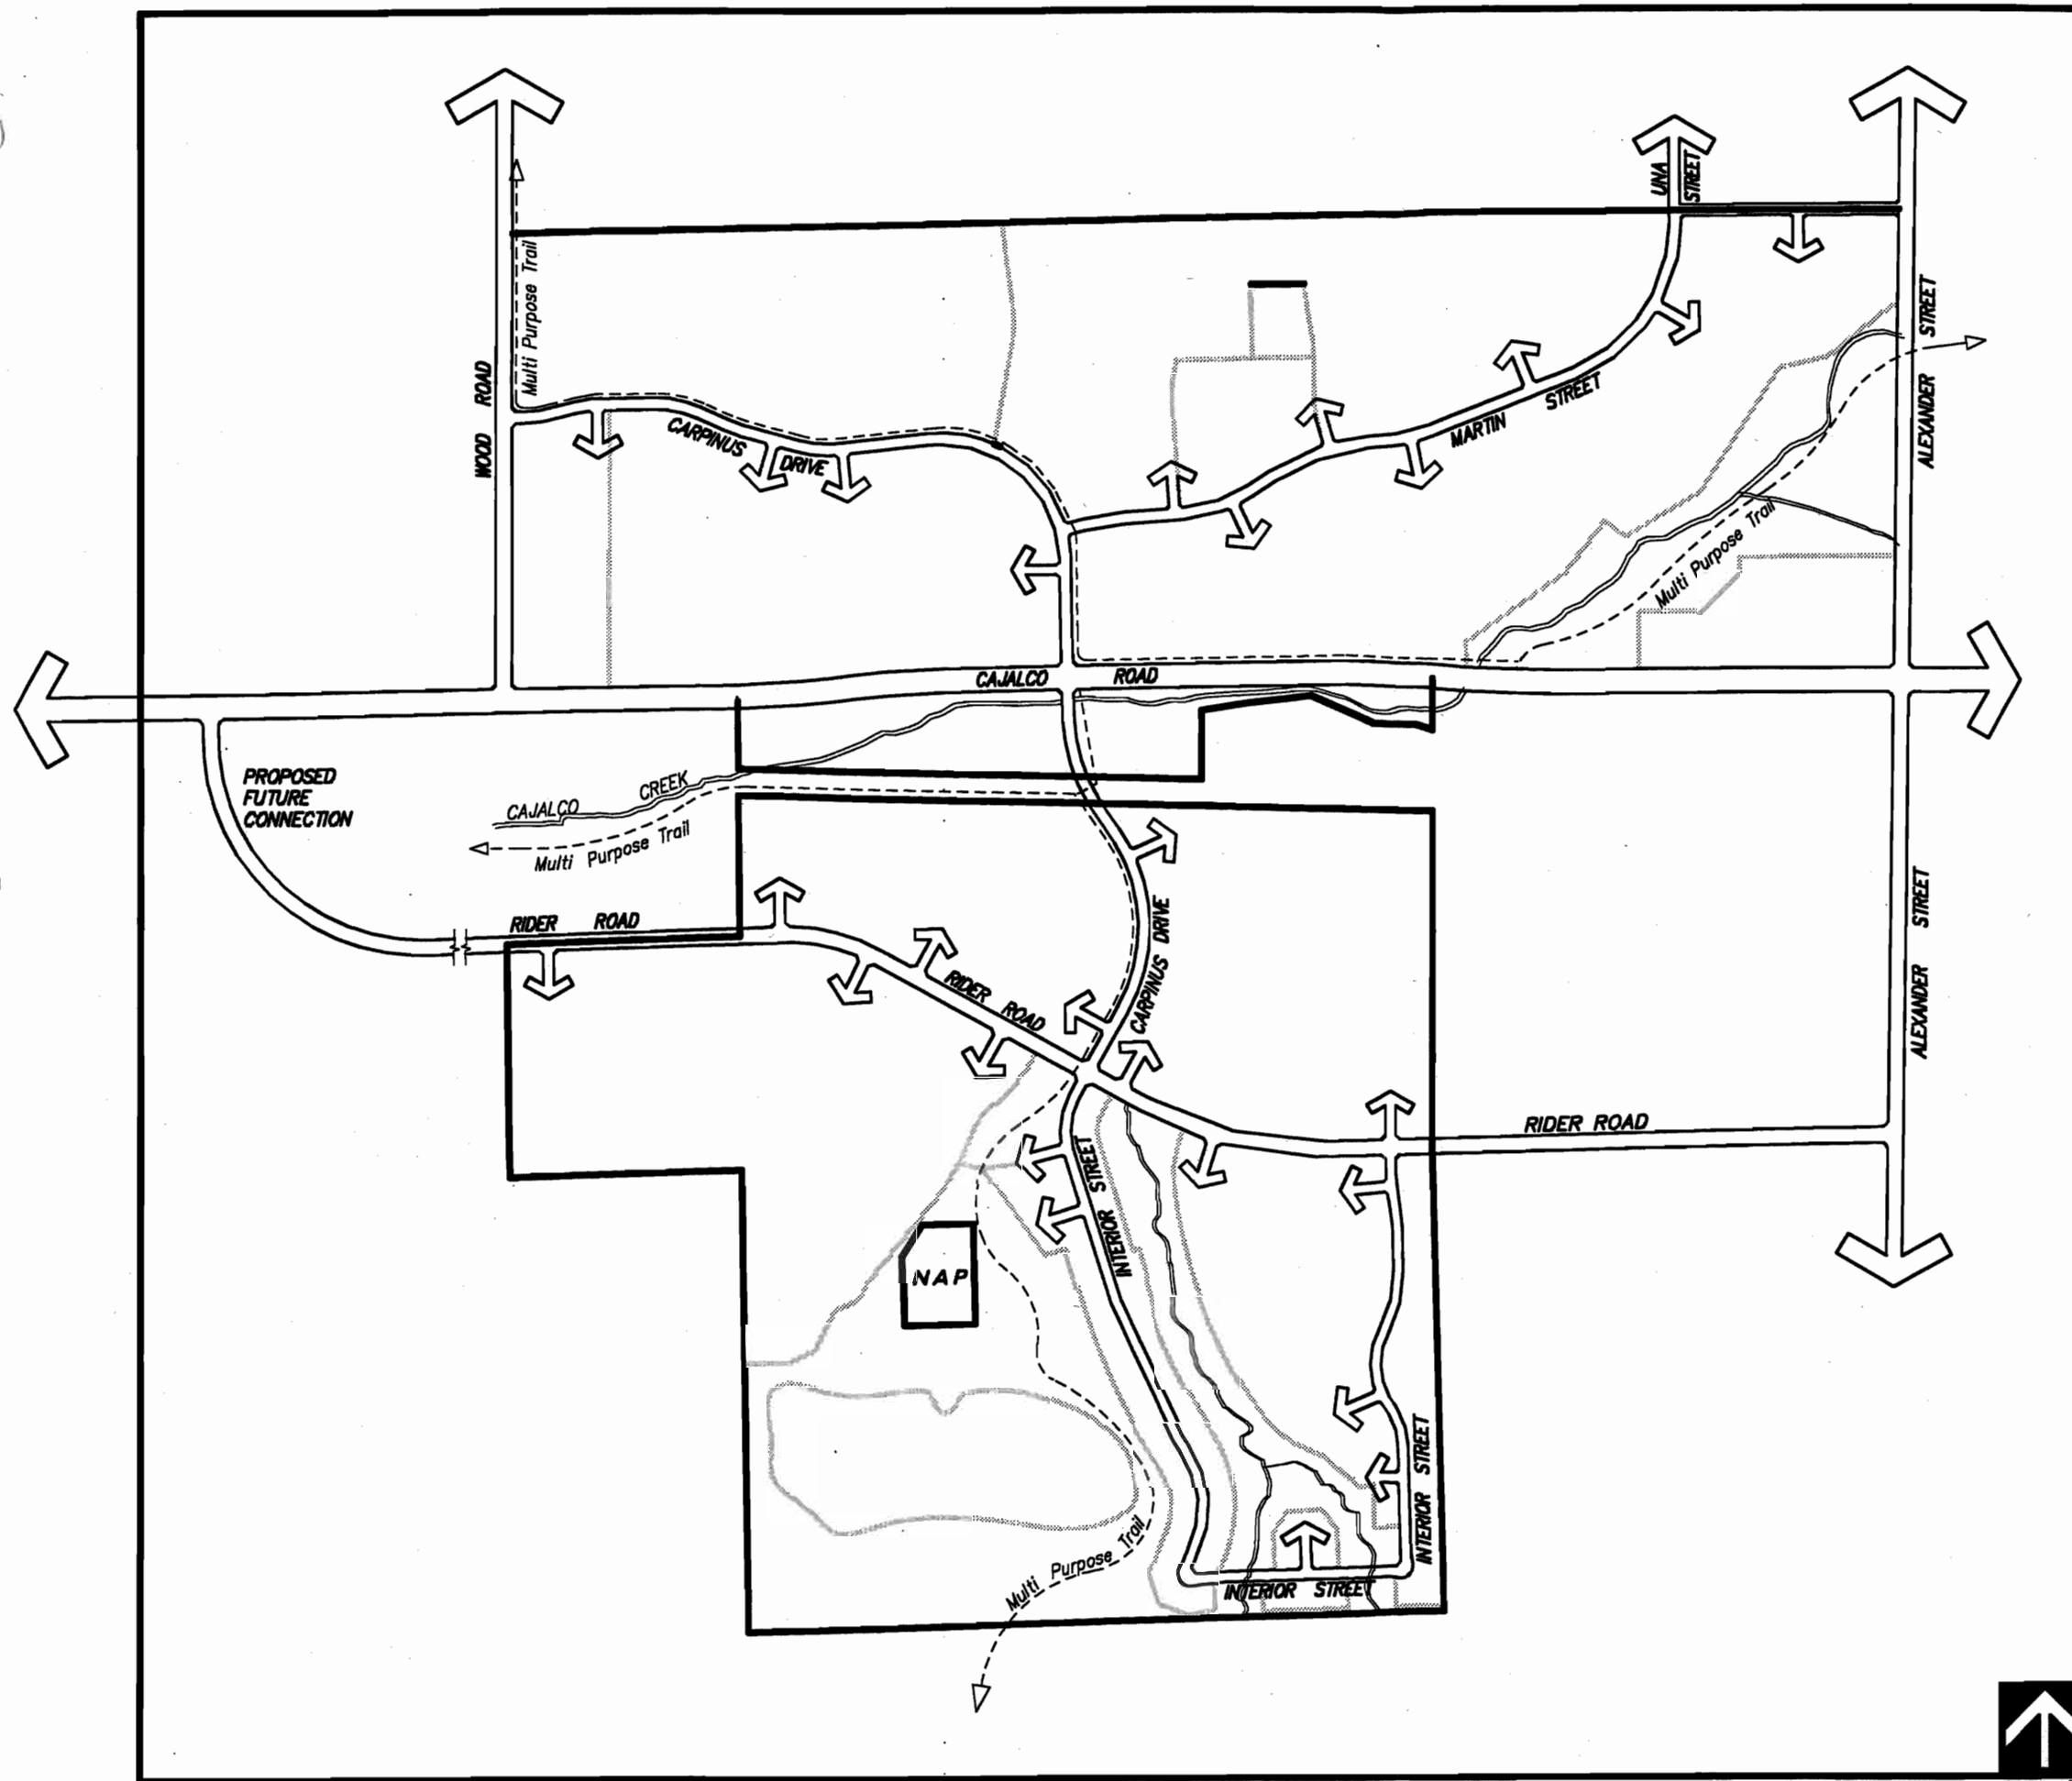 UNA
STREET
Multi Purpose Trail
WOOD ROAD
CARPINUS
DRIVE
MARTIN STREET
ALEXANDER STREET
Multi Purpose Trail
CAJALCO ROAD
PROPOSED
FUTURE
CONNECTION
CAJALCO CREEK
Multi Purpose Trail
RIDER ROAD
RIDER ROAD
CARPINUS DRIVE
ALEXANDER STREET
RIDER ROAD
INTERIOR STREET
NAP
INTERIOR STREET
Multi Purpose Trail
INTERIOR STREET